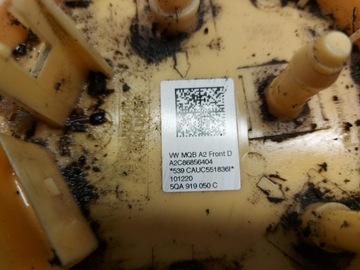 VW MQB A2 Front D
A2C86856404
*539 CAUC551836I*
101220
5QA 919 050 C